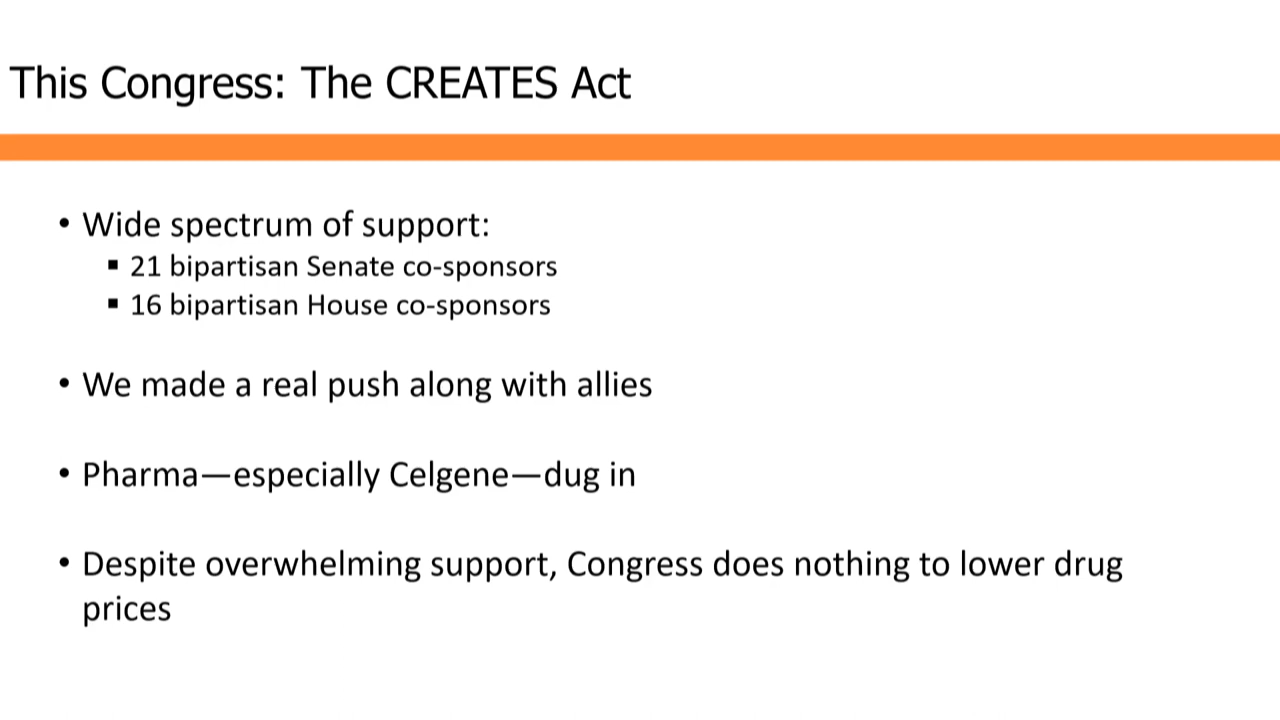 This Congress: The CREATES Act
• Wide spectrum of support:
▪ 21 bipartisan Senate co-sponsors
▪ 16 bipartisan House co-sponsors
• We made a real push along with allies
• Pharma—especially Celgene—dug in
• Despite overwhelming support, Congress does nothing to lower drug
prices